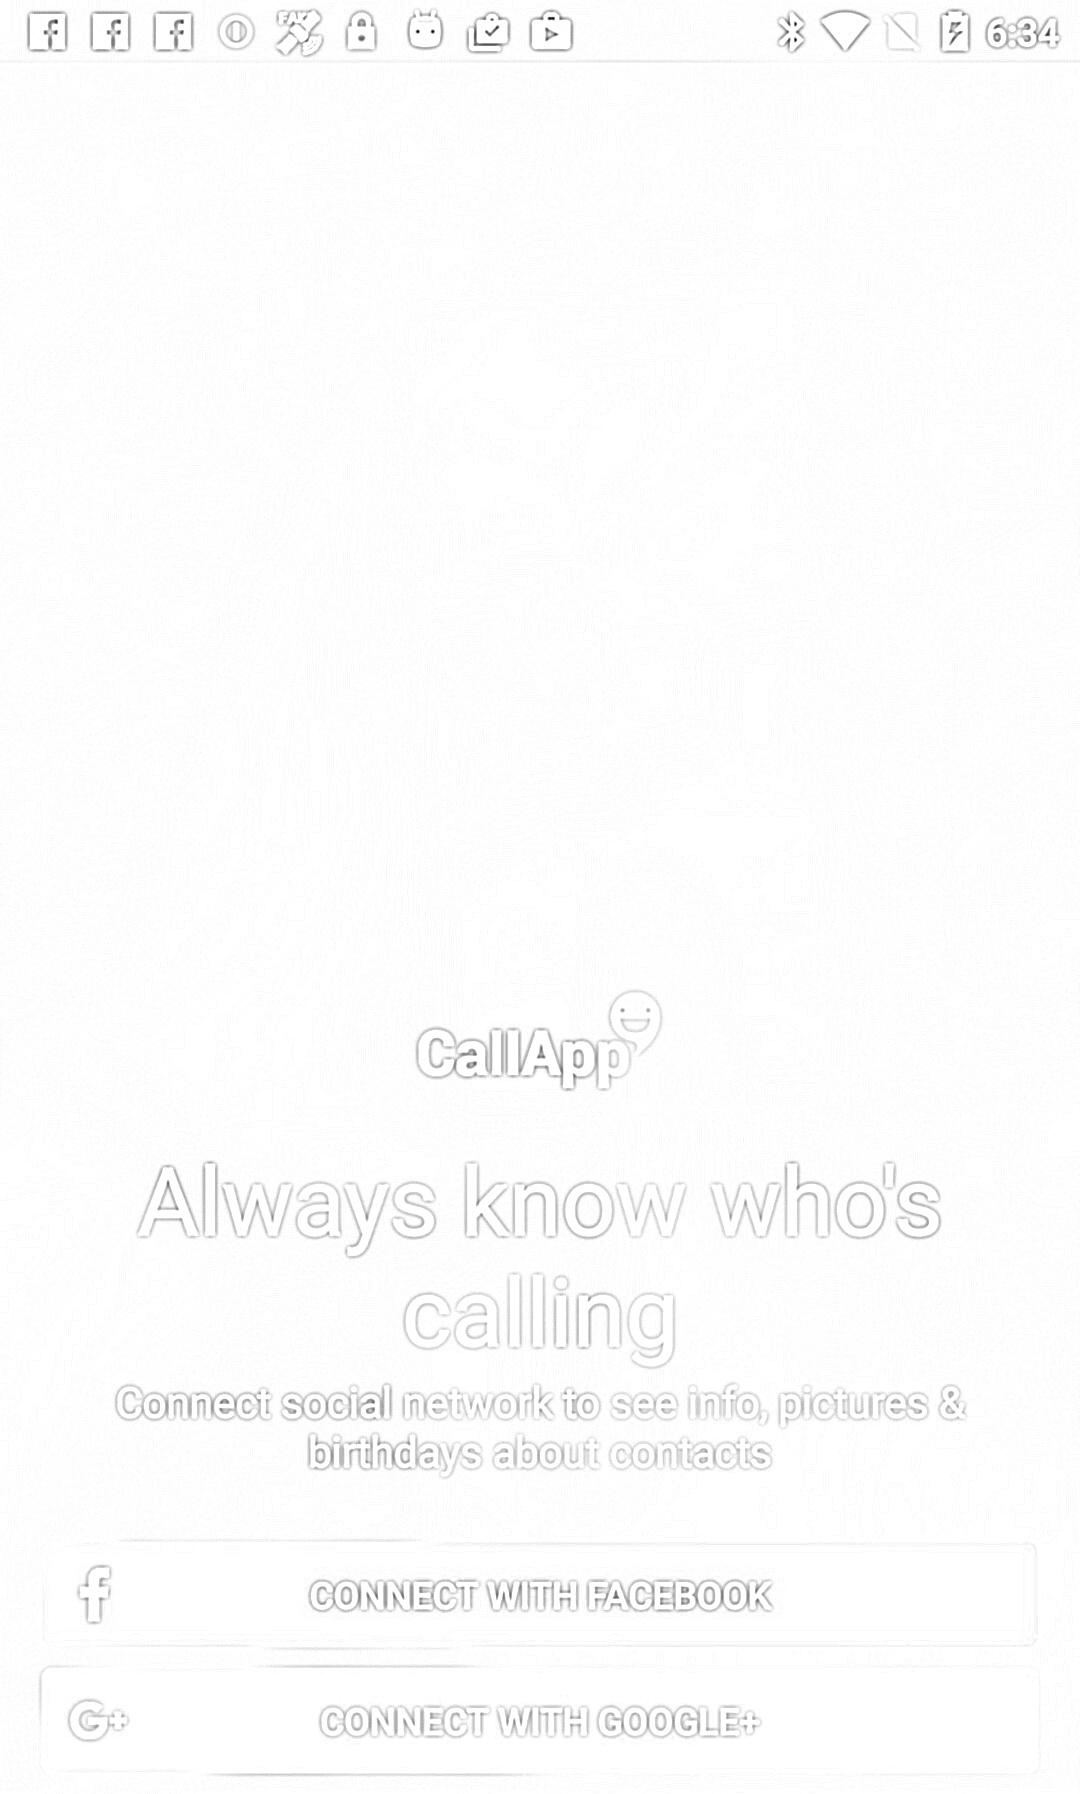 FAKE
6:34
CallApp
Always know who's
calling
Connect social network to see info, pictures &
birthdays about contacts
CONNECT WITH FACEBOOK
G+ CONNECT WITH GOOGLE+